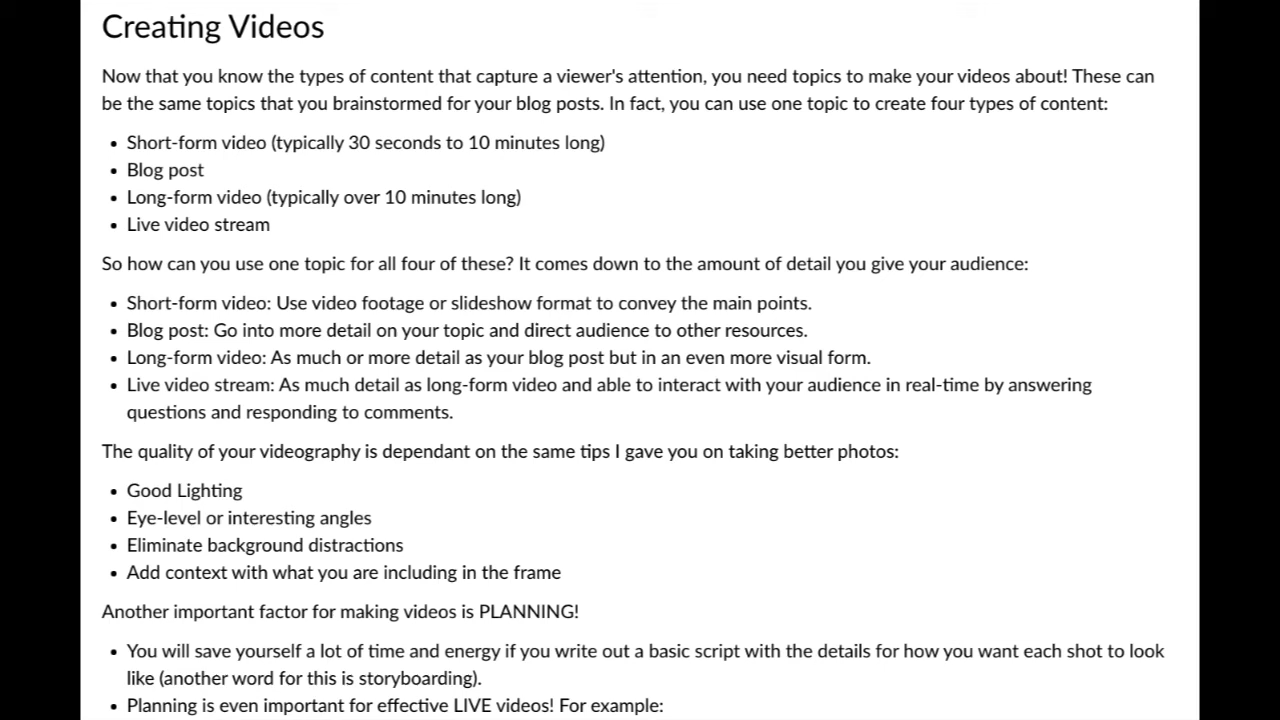 Creating Videos
Now that you know the types of content that capture a viewer's attention, you need topics to make your videos about! These can
be the same topics that you brainstormed for your blog posts. In fact, you can use one topic to create four types of content:
• Short-form video (typically 30 seconds to 10 minutes long)
• Blog post
• Long-form video (typically over 10 minutes long)
• Live video stream
So how can you use one topic for all four of these? It comes down to the amount of detail you give your audience:
• Short-form video: Use video footage or slideshow format to convey the main points.
• Blog post: Go into more detail on your topic and direct audience to other resources.
• Long-form video: As much or more detail as your blog post but in an even more visual form.
• Live video stream: As much detail as long-form video and able to interact with your audience in real-time by answering
questions and responding to comments.
The quality of your videography is dependant on the same tips I gave you on taking better photos:
• Good Lighting
• Eye-level or interesting angles
• Eliminate background distractions
• Add context with what you are including in the frame
Another important factor for making videos is PLANNING!
• You will save yourself a lot of time and energy if you write out a basic script with the details for how you want each shot to look
like (another word for this is storyboarding).
• Planning is even important for effective LIVE videos! For example: